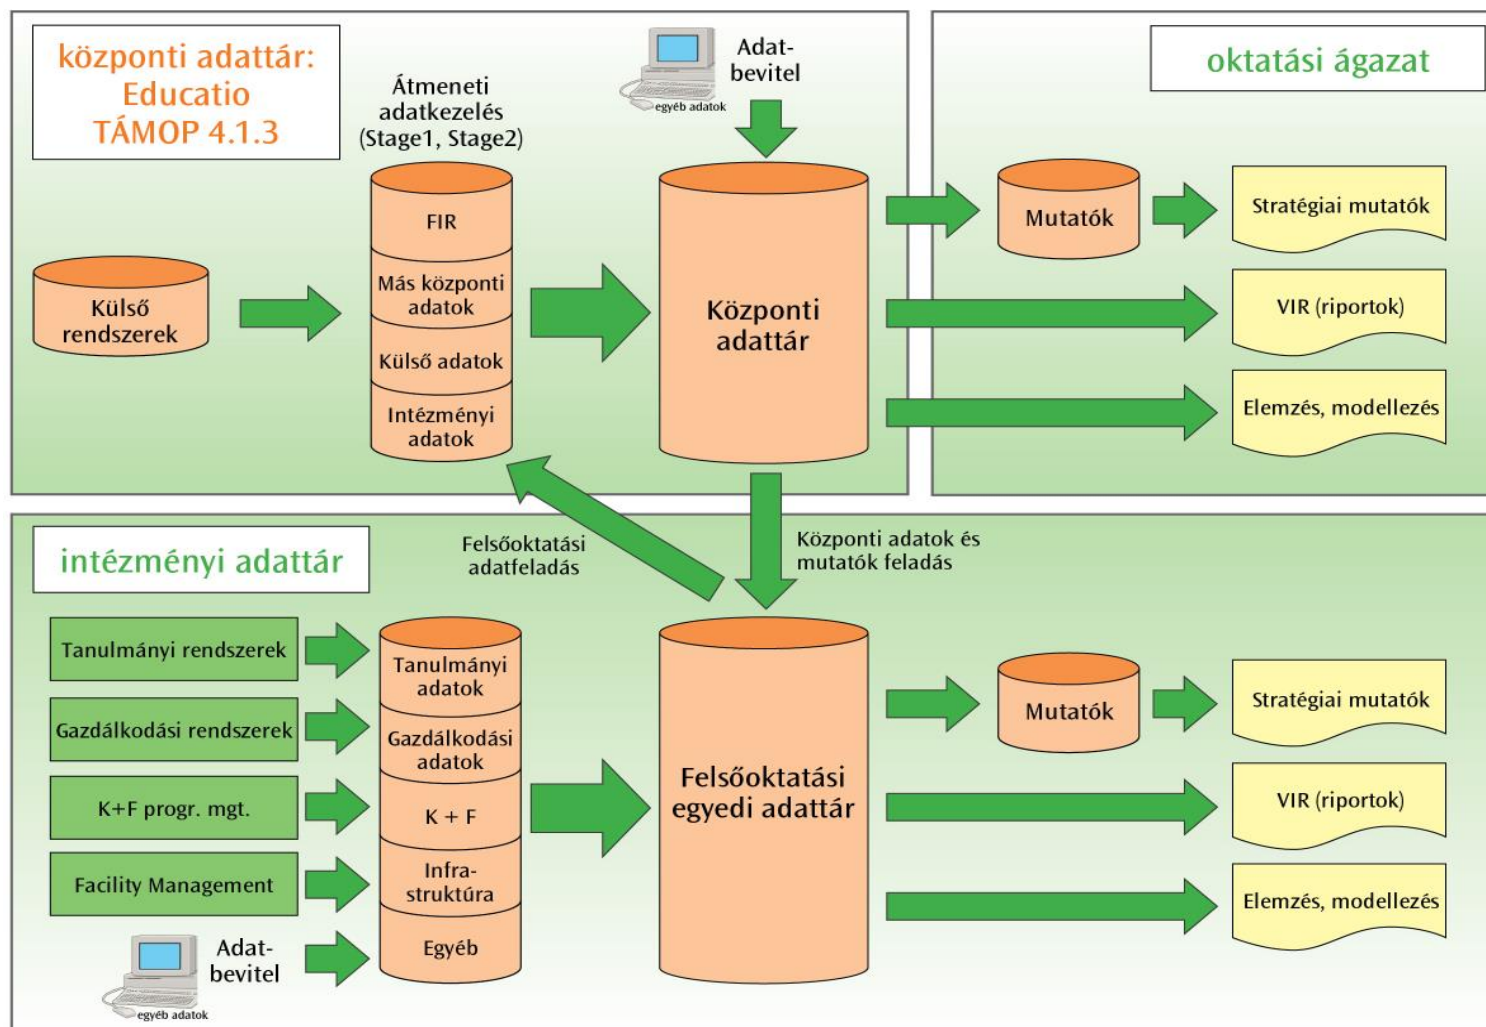 központi adattár:
Educatio
TÁMOP 4.1.3
Átmeneti
adatkezelés
(Stage1, Stage2)
Adat-
bevitel
egyéb adatok
oktatási ágazat
Külső
rendszerek
FIR
Más központi
adatok
Külső adatok
Intézményi
adatok
Központi
adattár
Mutatók
Stratégiai mutatók
VIR (riportok)
Elemzés, modellezés
Felsőoktatási
adatfeladás
Központi adatok és
mutatók feladás
intézményi adattár
Tanulmányi rendszerek
Gazdálkodási rendszerek
K+F progr. mgt.
Facility Management
Adat-
bevitel
egyéb adatok
Tanulmányi
adatok
Gazdálkodási
adatok
K + F
Infra-
struktúra
Egyéb
Felsőoktatási
egyedi adattár
Mutatók
Stratégiai mutatók
VIR (riportok)
Elemzés, modellezés